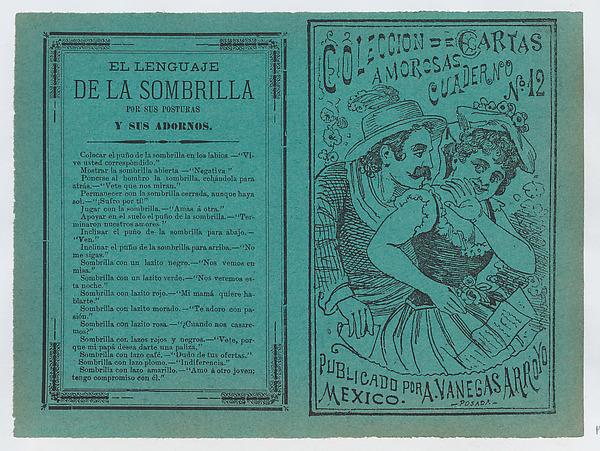 EL LENGUAJE
DE LA SOMBRILLA
POR SUS POSTURAS
Y SUS ADORNOS.
Colocar el puño de la sombrilla en los labios.—"Vi-
ve usted correspondido."
Mostrar la sombrilla abierta—"Negativa"
Ponerse al hombro la sombrilla, echándola para
atrás.—"Vete que nos miran."
Permanecer con la sombrilla cerrada, aunque haya
sol.—"¡Sufro por tí!"
Jugar con la sombrilla.—"Amas á otra."
Apoyar en el suelo el puño de la sombrilla.—"Ter-
minaron nuestros amores"
Inclinar el puño de la sombrilla para abajo.—
"Ven."
Inclinar el puño de la sombrilla para arriba.—"No
me sigas."
Sombrilla con un lazito negro.—"Nos vemos en
misa."
Sombrilla con un lazito verde.—"Nos veremos es-
ta noche."
Sombrilla con lazito rojo.—"Mi mamá quiere ha-
blarte."
Sombrilla con lazito morado.—"Te adoro con pa-
sión."
Sombrilla con lazito rosa.—"¿Cuando nos casare-
mos?"
Sombrilla con lazos rojos y negros.—"Vete, por-
que mi papá desea darte una paliza."
Sombrilla con lazo café.—"Dudo de tus ofertas."
Sombrilla con lazo plomo.—"Indiferencia."
Sombrilla con lazo amarillo.—"Amo á otro joven;
tengo compromiso con él."
COLECCION DE CARTAS
AMOROSAS
CUADERNO
No. 12
PUBLICADO POR A. VANEGAS ARROYO
MEXICO.
—POSADA—